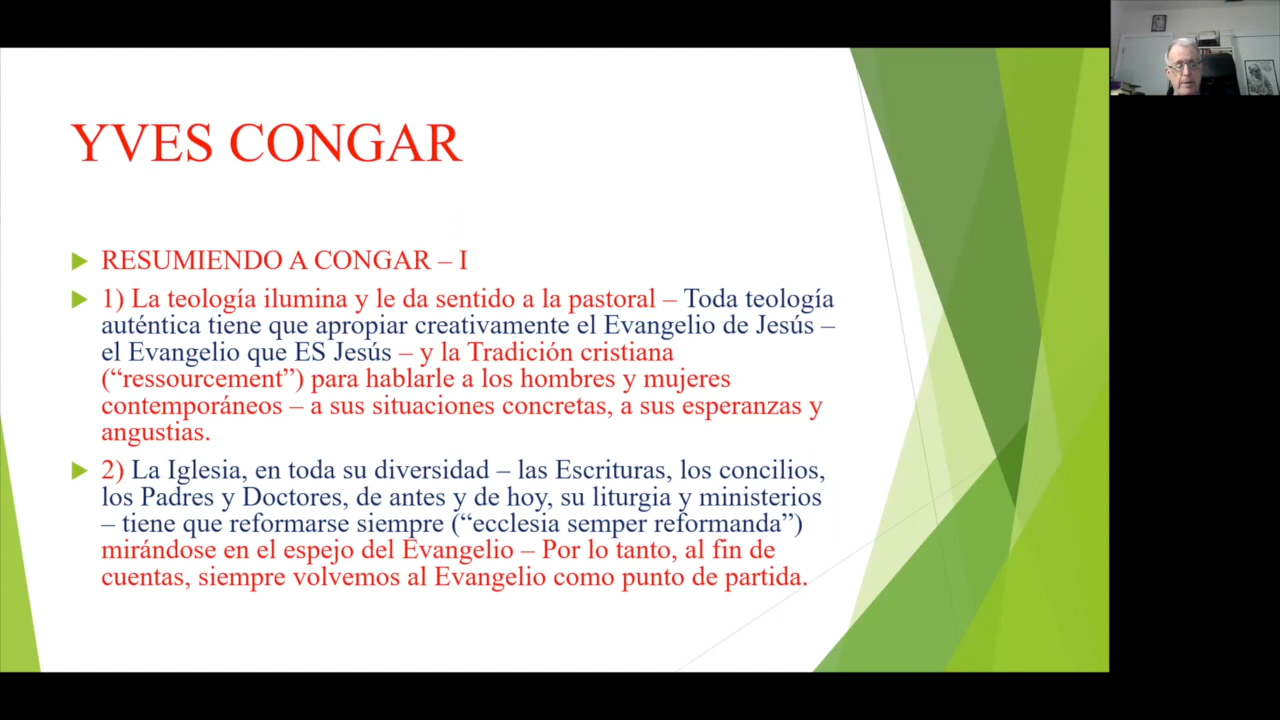 YVES CONGAR
RESUMIENDO A CONGAR – I
1) La teología ilumina y le da sentido a la pastoral – Toda teología
auténtica tiene que apropiar creativamente el Evangelio de Jesús –
el Evangelio que ES Jesús – y la Tradición cristiana
(“ressourcement”) para hablarle a los hombres y mujeres
contemporáneos – a sus situaciones concretas, a sus esperanzas y
angustias.
2) La Iglesia, en toda su diversidad – las Escrituras, los concilios,
los Padres y Doctores, de antes y de hoy, su liturgia y ministerios
– tiene que reformarse siempre (“ecclesia semper reformanda”)
mirándose en el espejo del Evangelio – Por lo tanto, al fin de
cuentas, siempre volvemos al Evangelio como punto de partida.